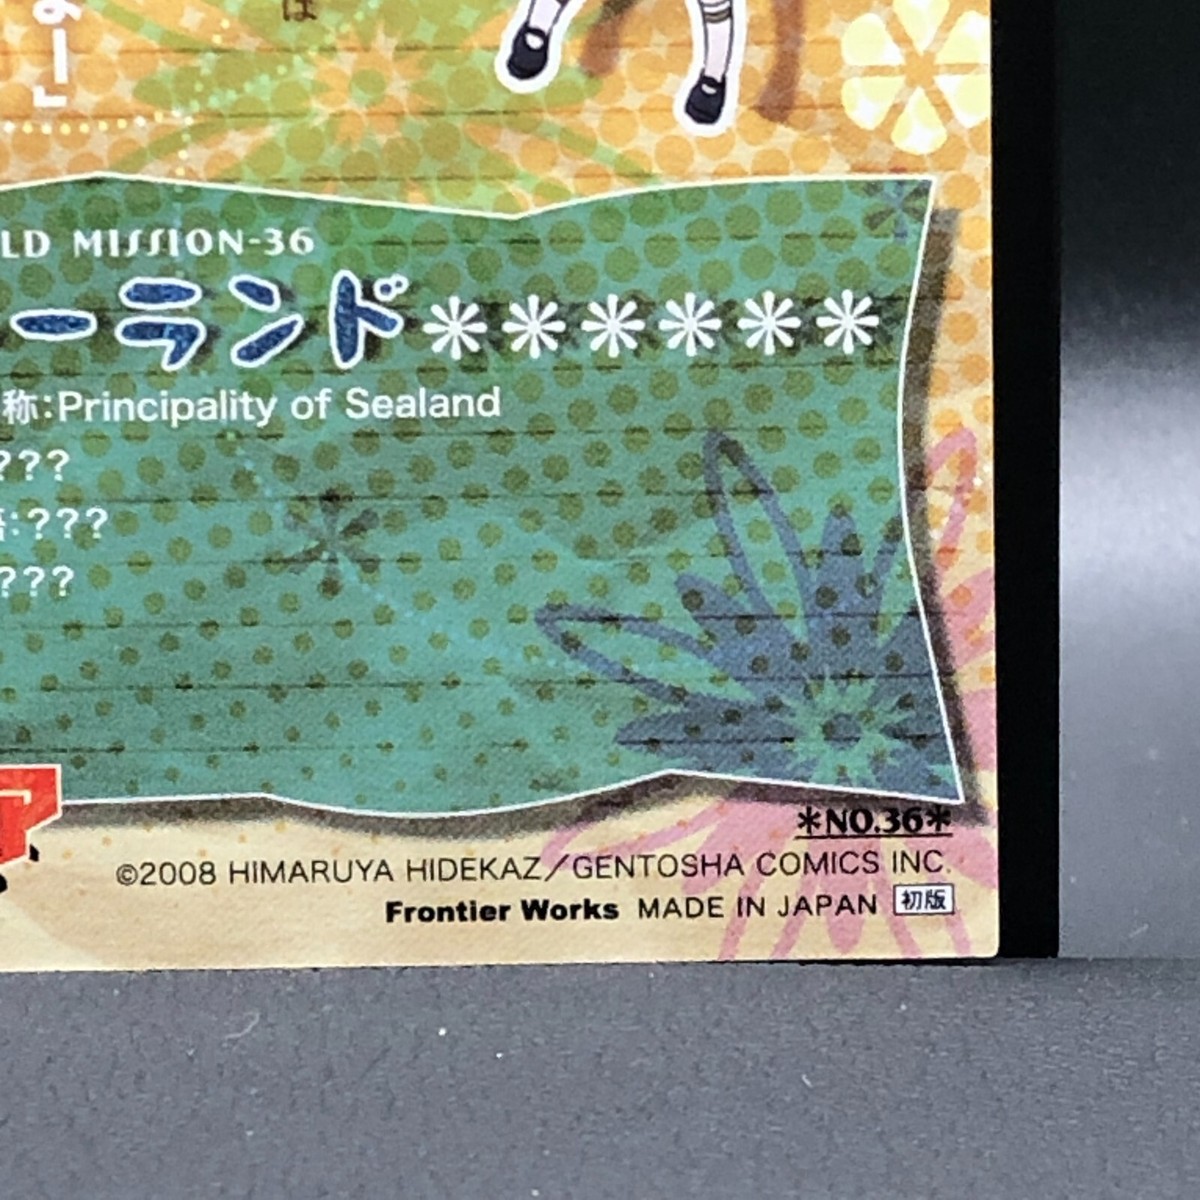 は
LD MISSION-36
ーランド******
称:Principality of Sealand
???
:???
???
*NO.36*
©2008 HIMARUYA HIDEKAZ/GENTOSHA COMICS INC.
Frontier Works MADE IN JAPAN 初版